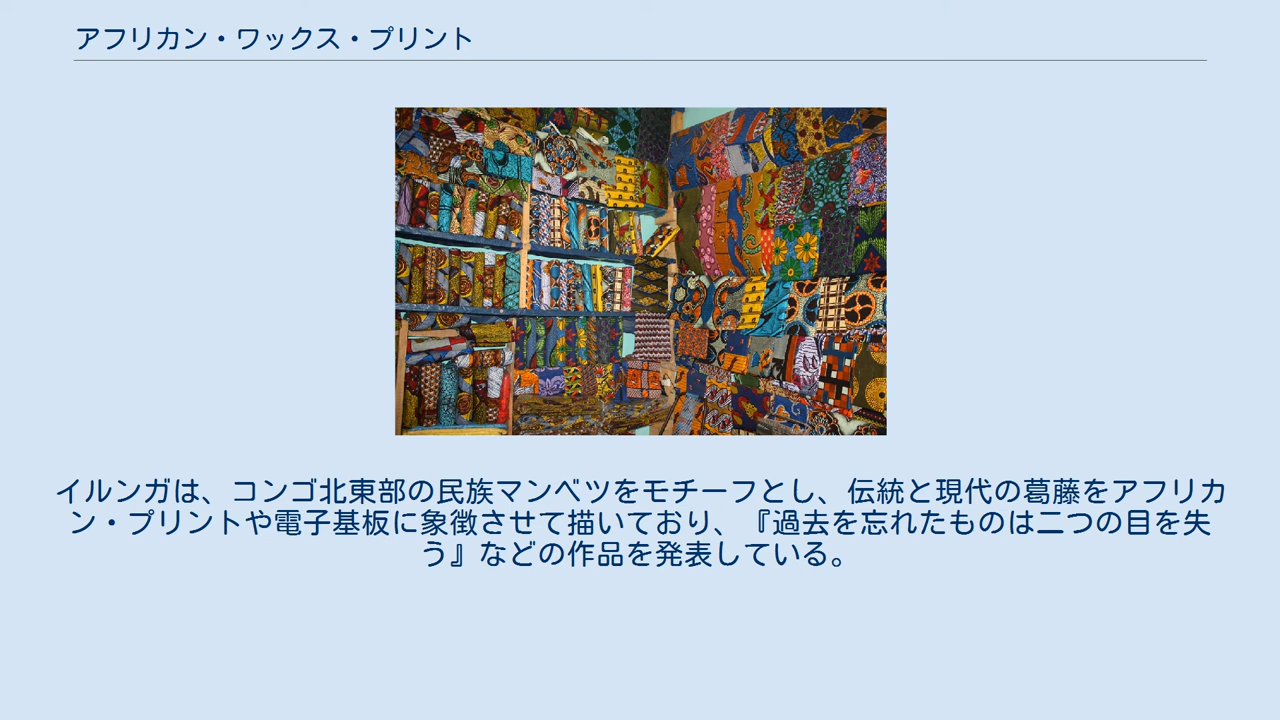 アフリカン・ワックス・プリント
イルンガは、コンゴ北東部の民族マンベツをモチーフとし、伝統と現代の葛藤をアフリカ
ン・プリントや電子基板に象徴させて描いており、『過去を忘れたものは二つの目を失
う』などの作品を発表している。